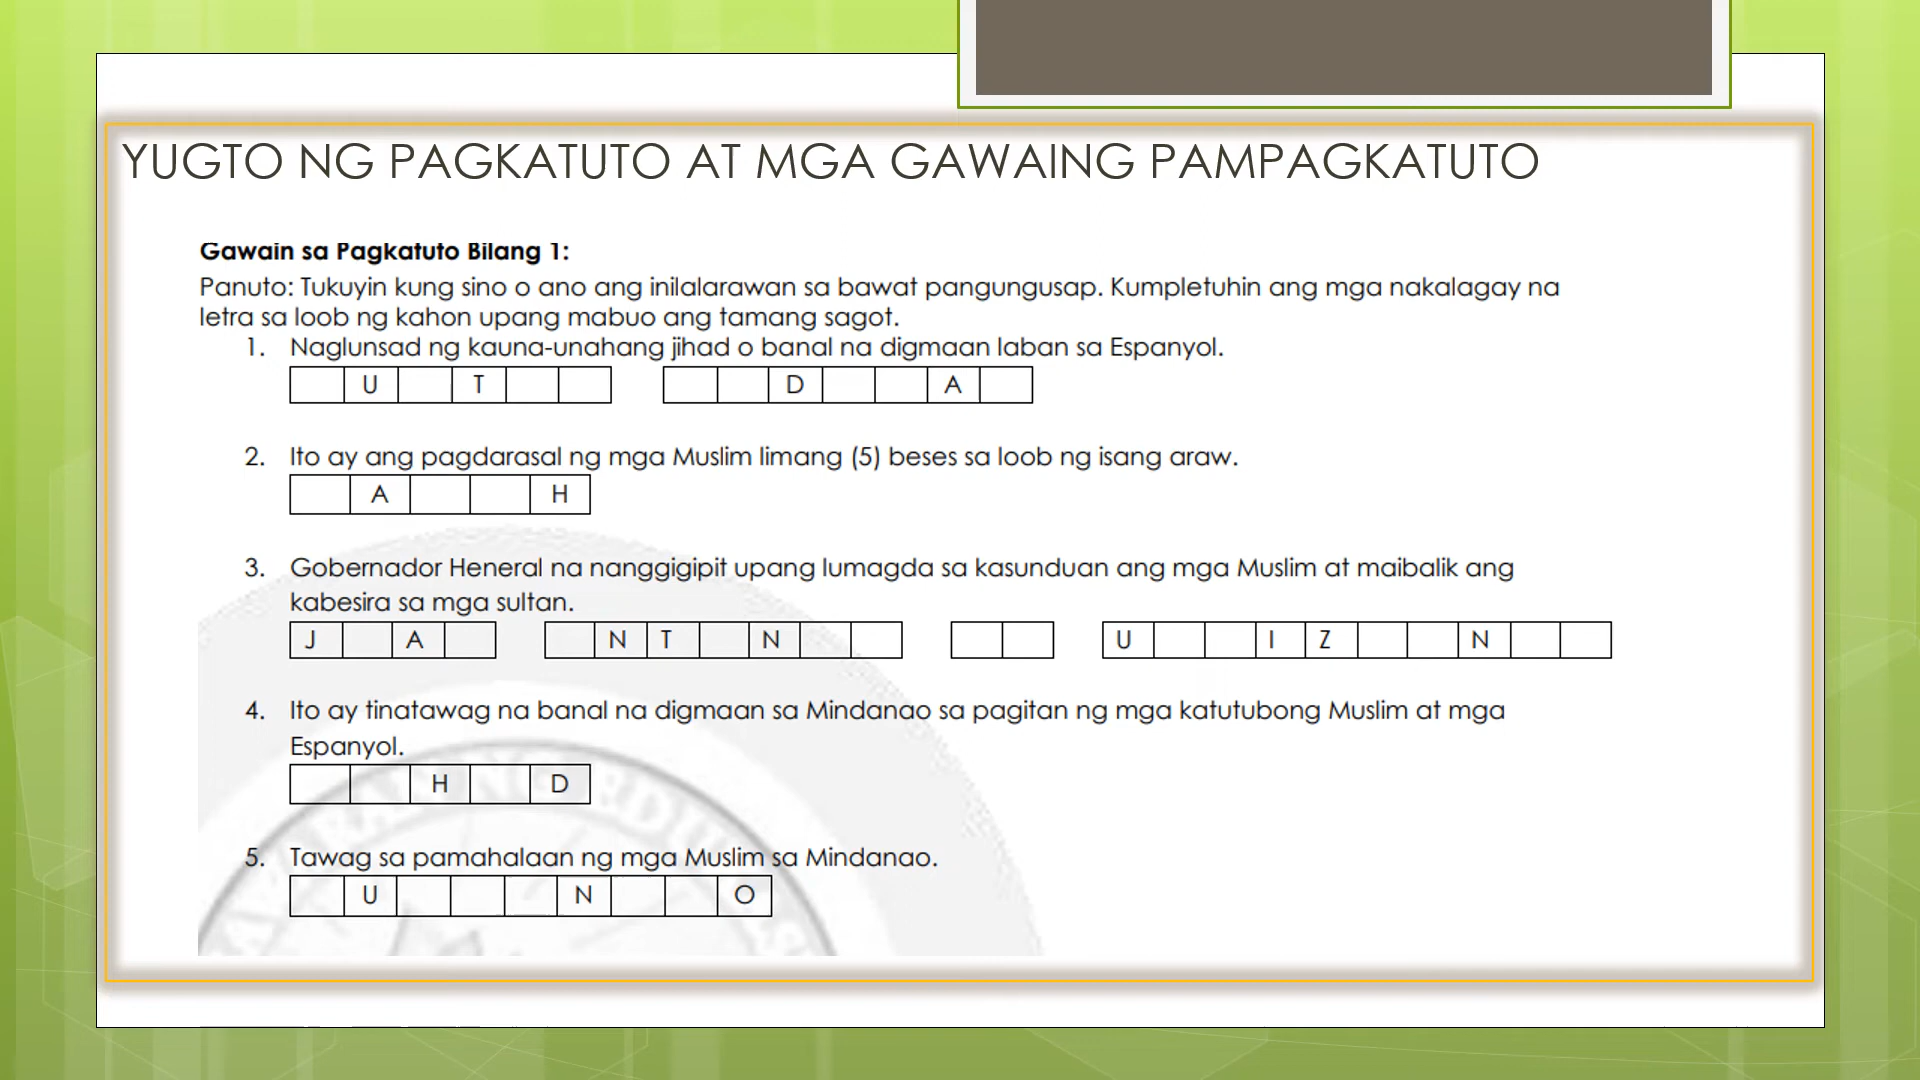 YUGTO NG PAGKATUTO AT MGA GAWAING PAMPAGKATUTO
Gawain sa Pagkatuto Bilang 1:
Panuto: Tukuyin kung sino o ano ang inilalarawan sa bawat pangungusap. Kumpletuhin ang mga nakalagay na
letra sa loob ng kahon upang mabuo ang tamang sagot.
1. Naglunsad ng kauna-unahang jihad o banal na digmaan laban sa Espanyol.
U T D A
2. Ito ay ang pagdarasal ng mga Muslim limang (5) beses sa loob ng isang araw.
A H
3. Gobernador Heneral na nanggigipit upang lumagda sa kasunduan ang mga Muslim at maibalik ang
kabesira sa mga sultan.
J A N T N U I Z N
4. Ito ay tinatawag na banal na digmaan sa Mindanao sa pagitan ng mga katutubong Muslim at mga
Espanyol.
H D
5. Tawag sa pamahalaan ng mga Muslim sa Mindanao.
U N O